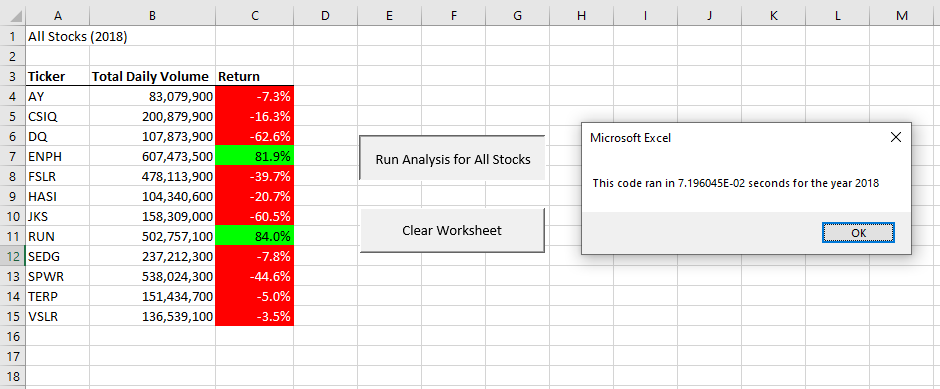 A B C D E F G H I J K L M
1 All Stocks (2018)
2
3 Ticker Total Daily Volume Return
4 AY 83,079,900 -7.3%
5 CSIQ 200,879,900 -16.3%
6 DQ 107,873,900 -62.6%
7 ENPH 607,473,500 81.9%
8 FSLR 478,113,900 -39.7%
9 HASI 104,340,600 -20.7%
10 JKS 158,309,000 -60.5%
11 RUN 502,757,100 84.0%
12 SEDG 237,212,300 -7.8%
13 SPWR 538,024,300 -44.6%
14 TERP 151,434,700 -5.0%
15 VSLR 136,539,100 -3.5%
16
17
18
Run Analysis for All Stocks
Clear Worksheet
Microsoft Excel
This code ran in 7.196045E-02 seconds for the year 2018
OK